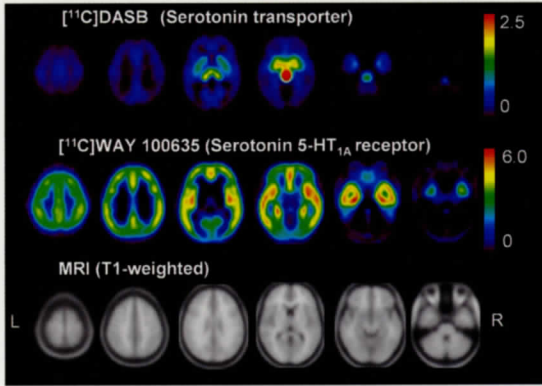 [¹¹C]DASB (Serotonin transporter)
2.5
0
[¹¹C]WAY 100635 (Serotonin 5-HT₁ₐ receptor)
6.0
0
MRI (T1-weighted)
L R